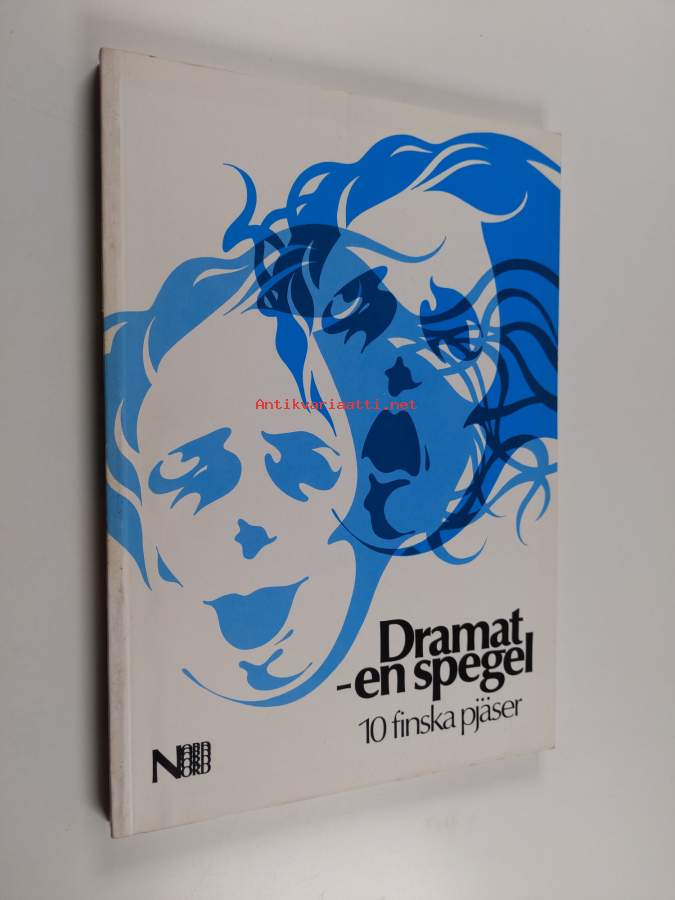 Antikvariaatti.net
Dramat
-en spegel
10 finska pjäser
NORD